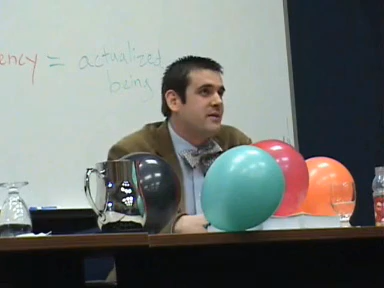 ency = actualized
being